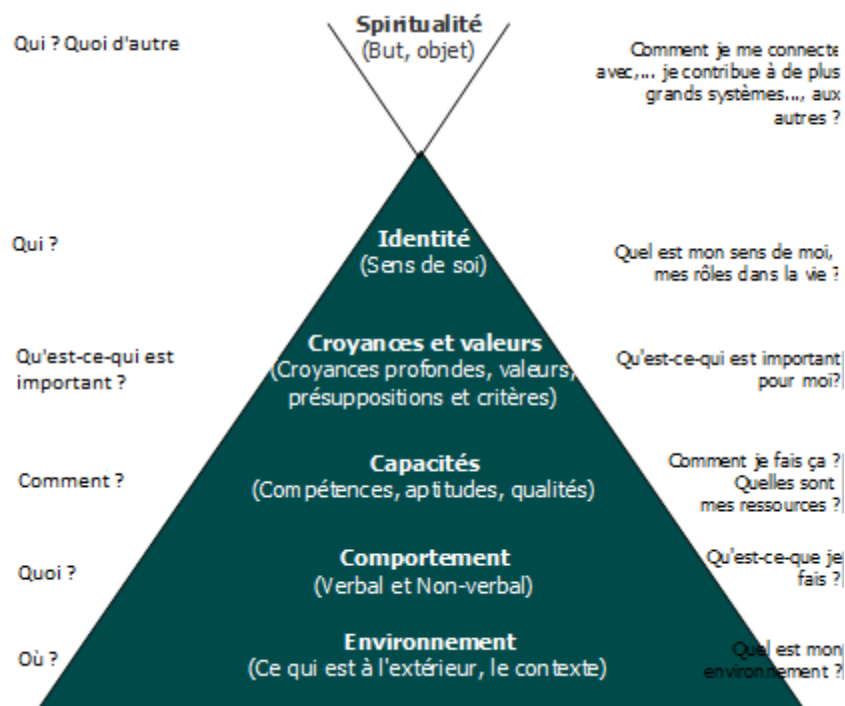 Qui ? Quoi d'autre
Spiritualité
(But, objet)
Comment je me connecte
avec,... je contribue à de plus
grands systèmes..., aux
autres ?
Qui ?
Identité
(Sens de soi)
Quel est mon sens de moi,
mes rôles dans la vie ?
Qu'est-ce-qui est
important ?
Croyances et valeurs
(Croyances profondes, valeurs,
présuppositions et critères)
Qu'est-ce-qui est important
pour moi?
Comment ?
Capacités
(Compétences, aptitudes, qualités)
Comment je fais ça ?
Quelles sont
mes ressources ?
Quoi ?
Comportement
(Verbal et Non-verbal)
Qu'est-ce-que je
fais ?
Où ?
Environnement
(Ce qui est à l'extérieur, le contexte)
Quel est mon
environnement ?